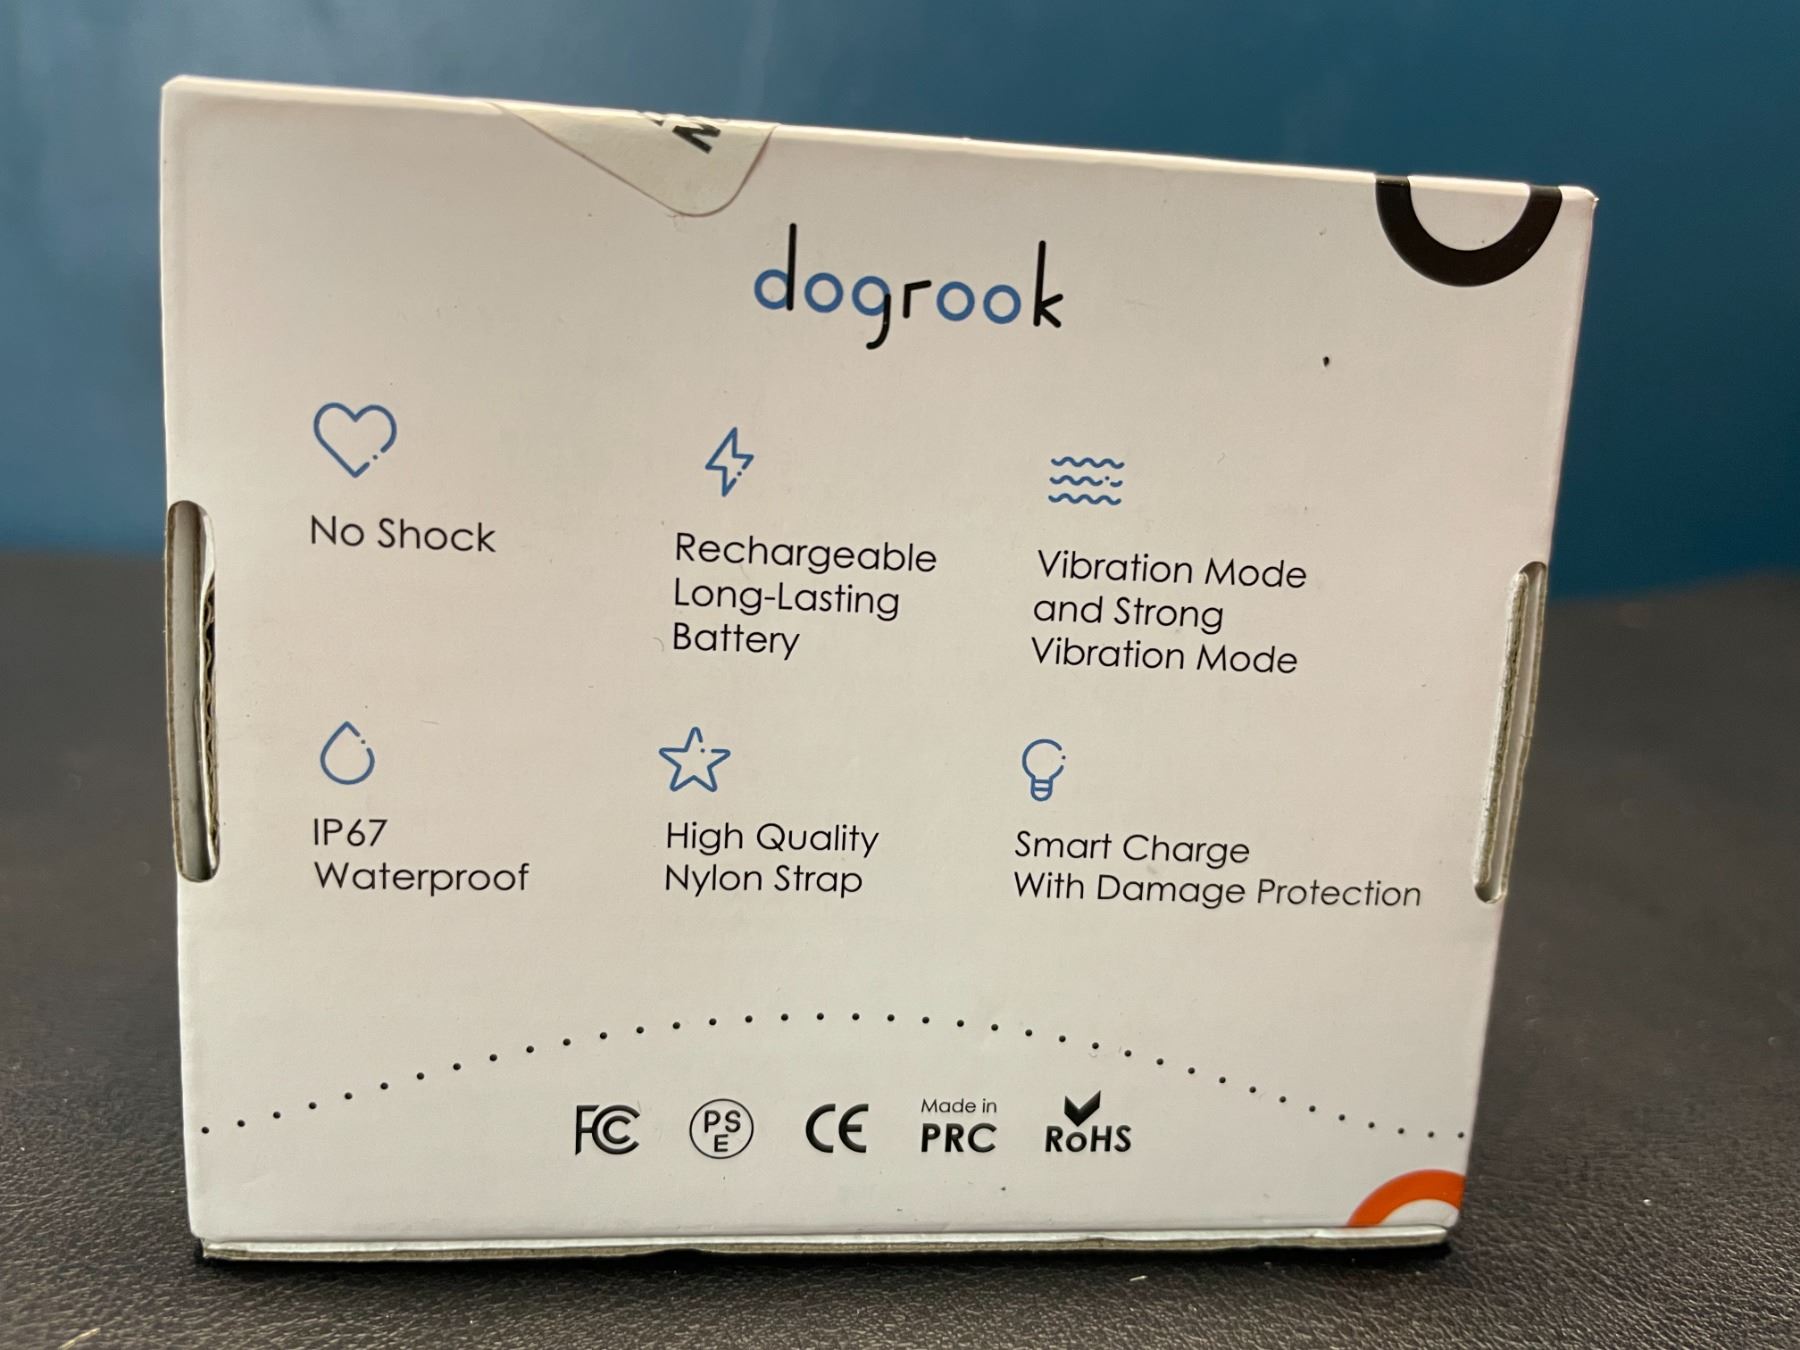 dogrook
No Shock
Rechargeable
Long-Lasting
Battery
Vibration Mode
and Strong
Vibration Mode
IP67
Waterproof
High Quality
Nylon Strap
Smart Charge
With Damage Protection
FC
PS
E
CE
Made in
PRC
RoHS